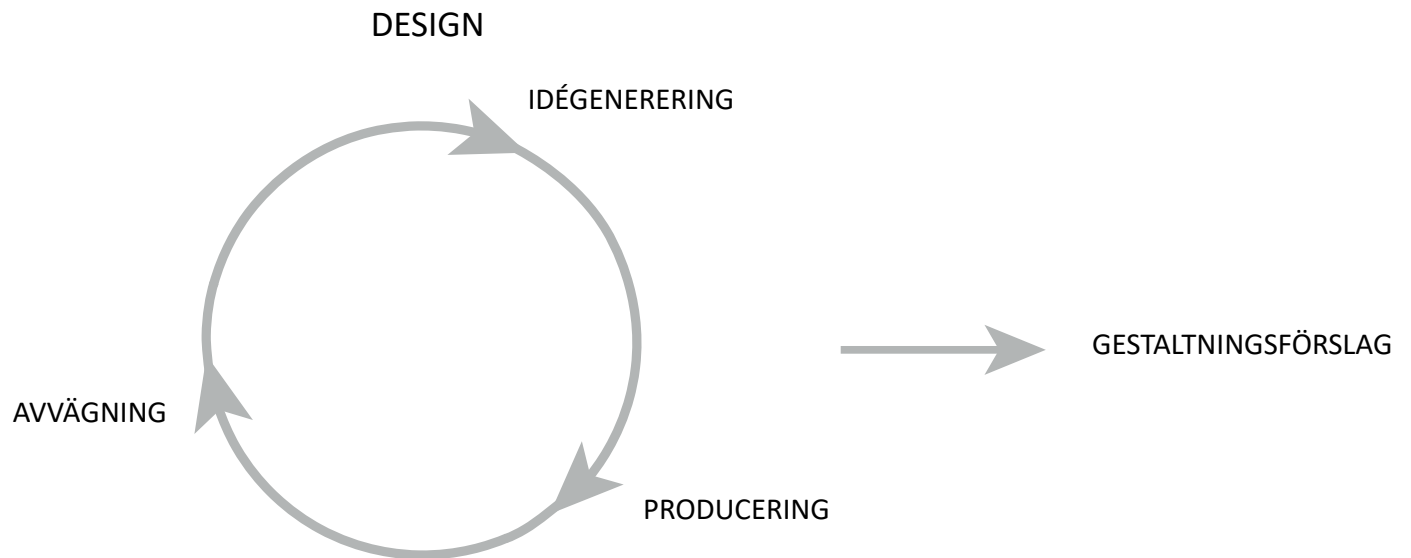 DESIGN
IDÉGENERERING
GESTALTNINGSFÖRSLAG
AVVÄGNING
PRODUCERING